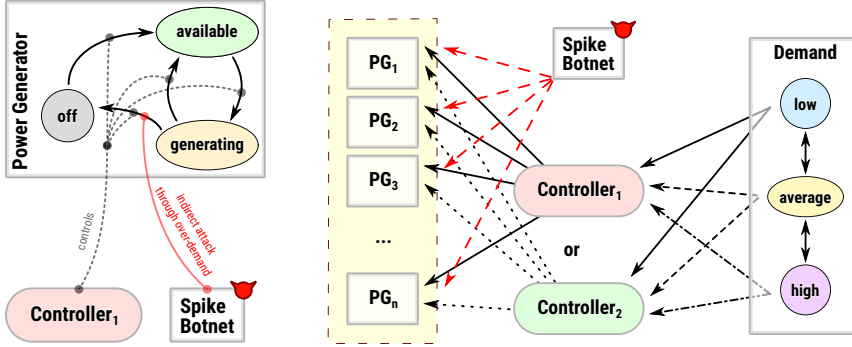 Power Generator
available
off
generating
controls
indirect attack
through over-demand
Controller₁
Spike
Botnet
PG₁
PG₂
PG₃
...
PGₙ
Spike
Botnet
Controller₁
or
Controller₂
Demand
low
average
high